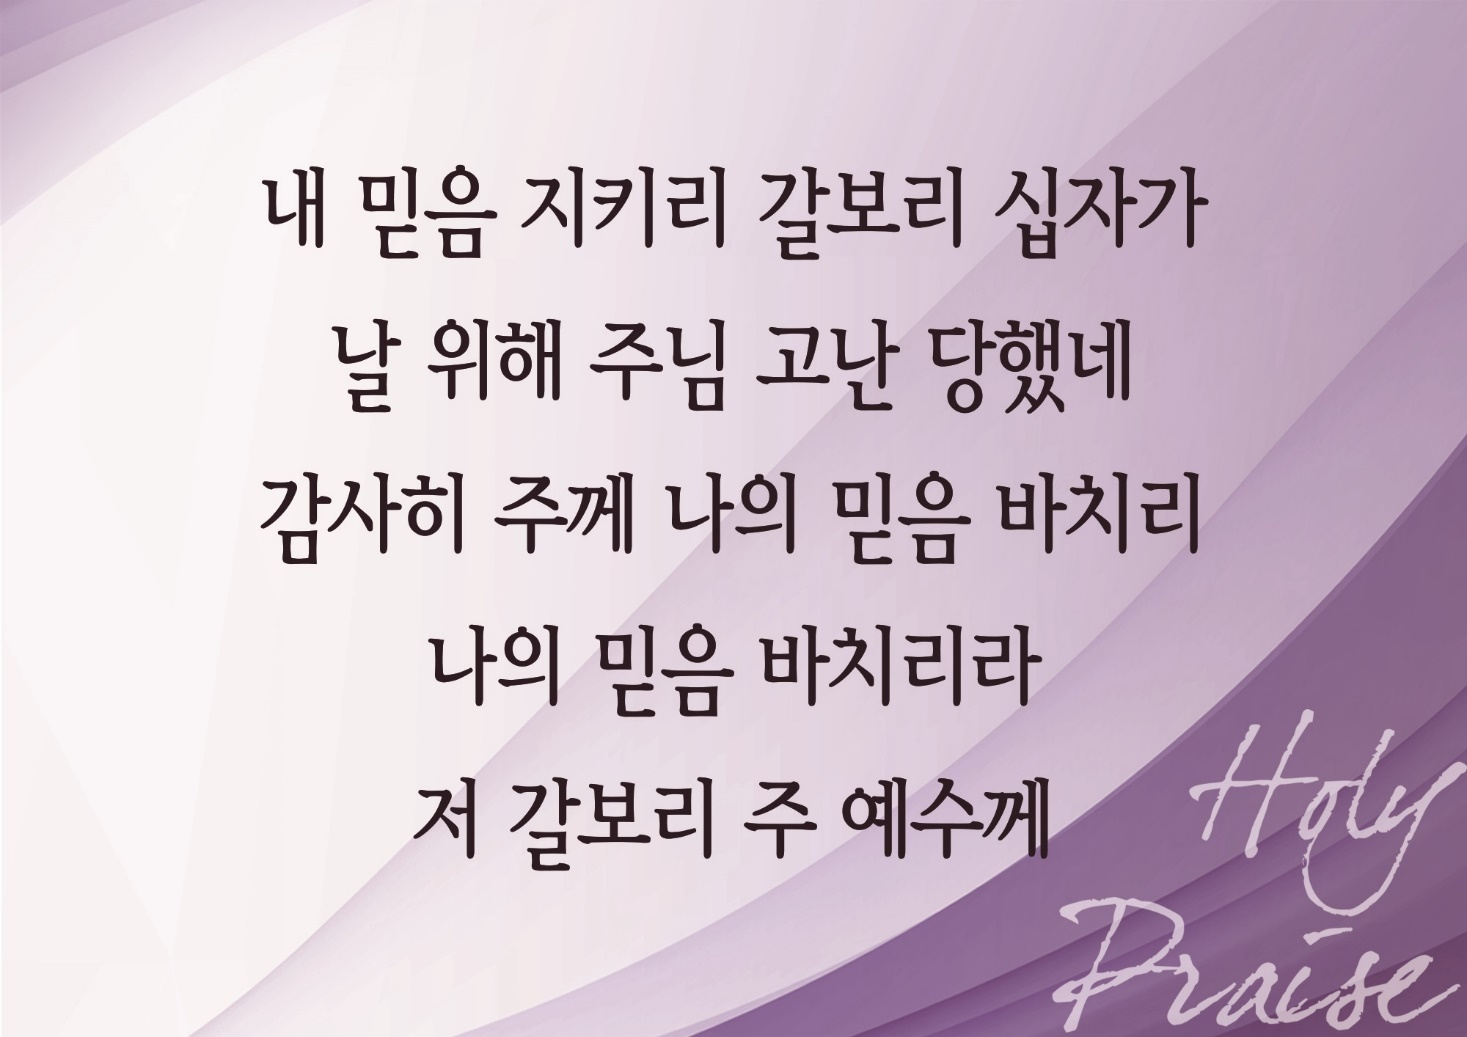 내 믿음 지키리 갈보리 십자가
날 위해 주님 고난 당했네
감사히 주께 나의 믿음 바치리
나의 믿음 바치리라
저 갈보리 주 예수께
Holy
Praise